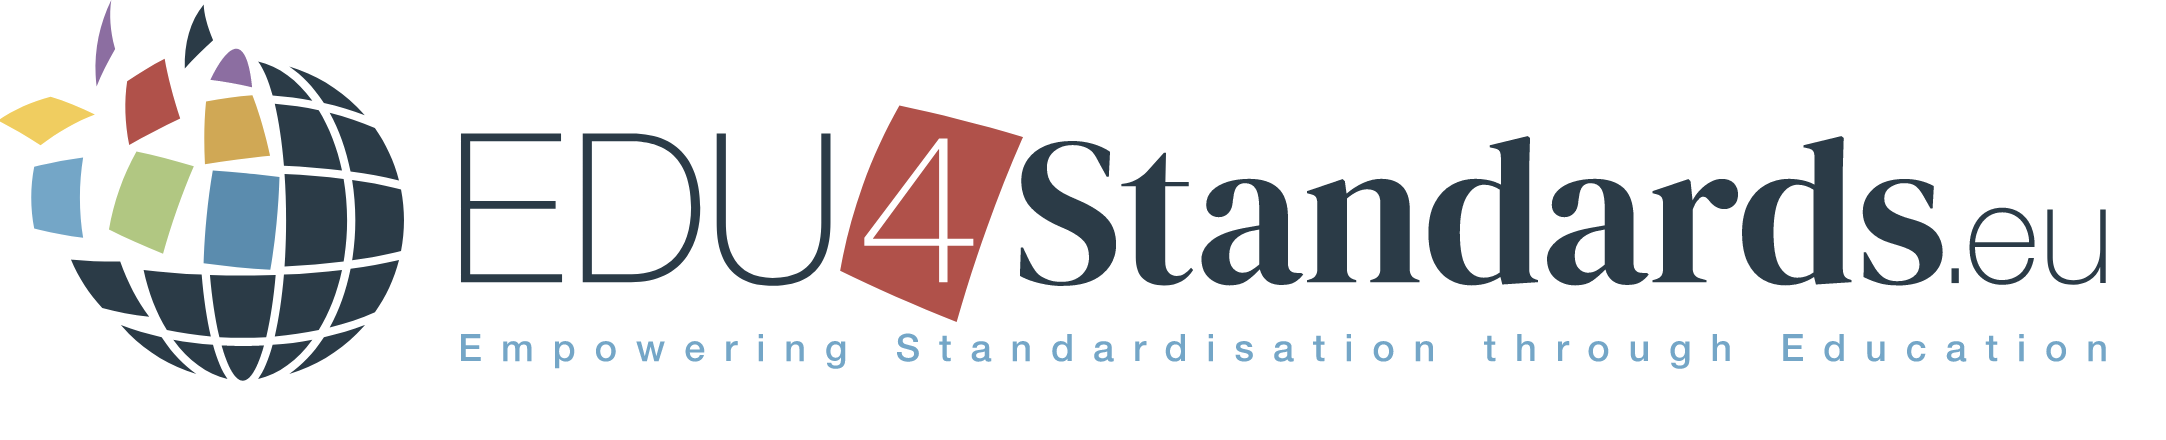 EDU4Standards.eu
Empowering Standardisation through Education